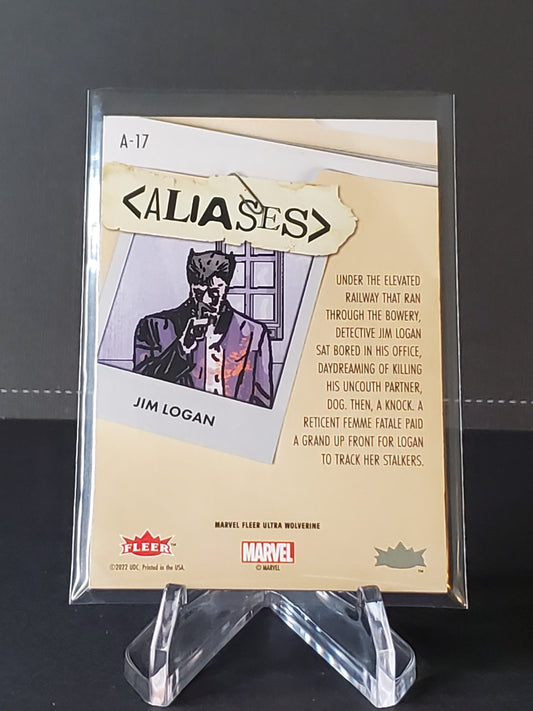 A-17
<ALIASES>
UNDER THE ELEVATED
RAILWAY THAT RAN
THROUGH THE BOWERY,
DETECTIVE JIM LOGAN
SAT BORED IN HIS OFFICE,
DAYDREAMING OF KILLING
HIS UNCOUTH PARTNER,
DOG. THEN, A KNOCK. A
RETICENT FEMME FATALE PAID
A GRAND UP FRONT FOR LOGAN
TO TRACK HER STALKERS.
JIM LOGAN
MARVEL FLEER ULTRA WOLVERINE
FLEER™
MARVEL
©2022 UDC. Printed in the USA.
© MARVEL
™